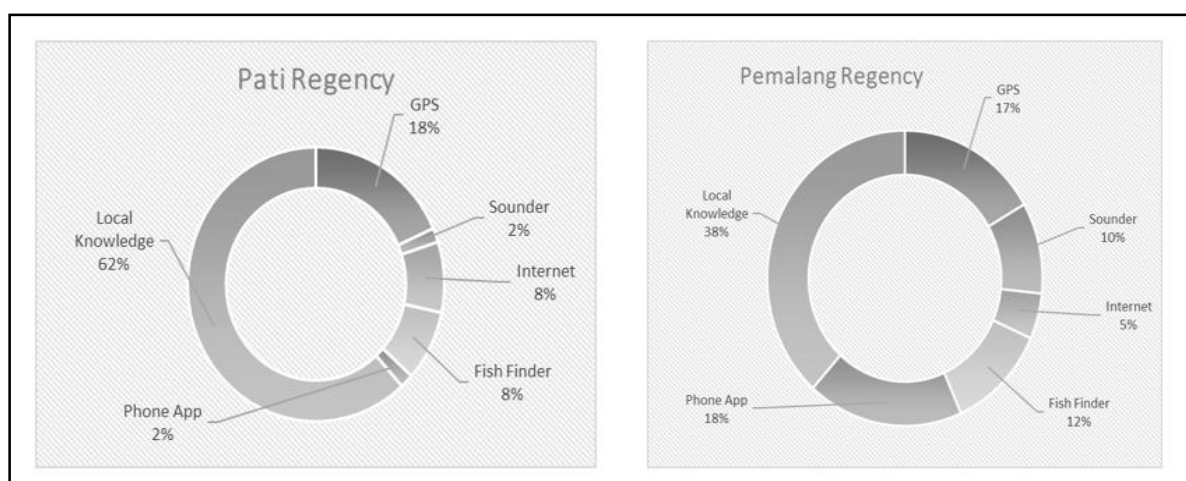 Pati Regency
GPS
18%
Sounder
2%
Internet
8%
Fish Finder
8%
Phone App
2%
Local
Knowledge
62%
Pemalang Regency
GPS
17%
Sounder
10%
Internet
5%
Fish Finder
12%
Phone App
18%
Local
Knowledge
38%